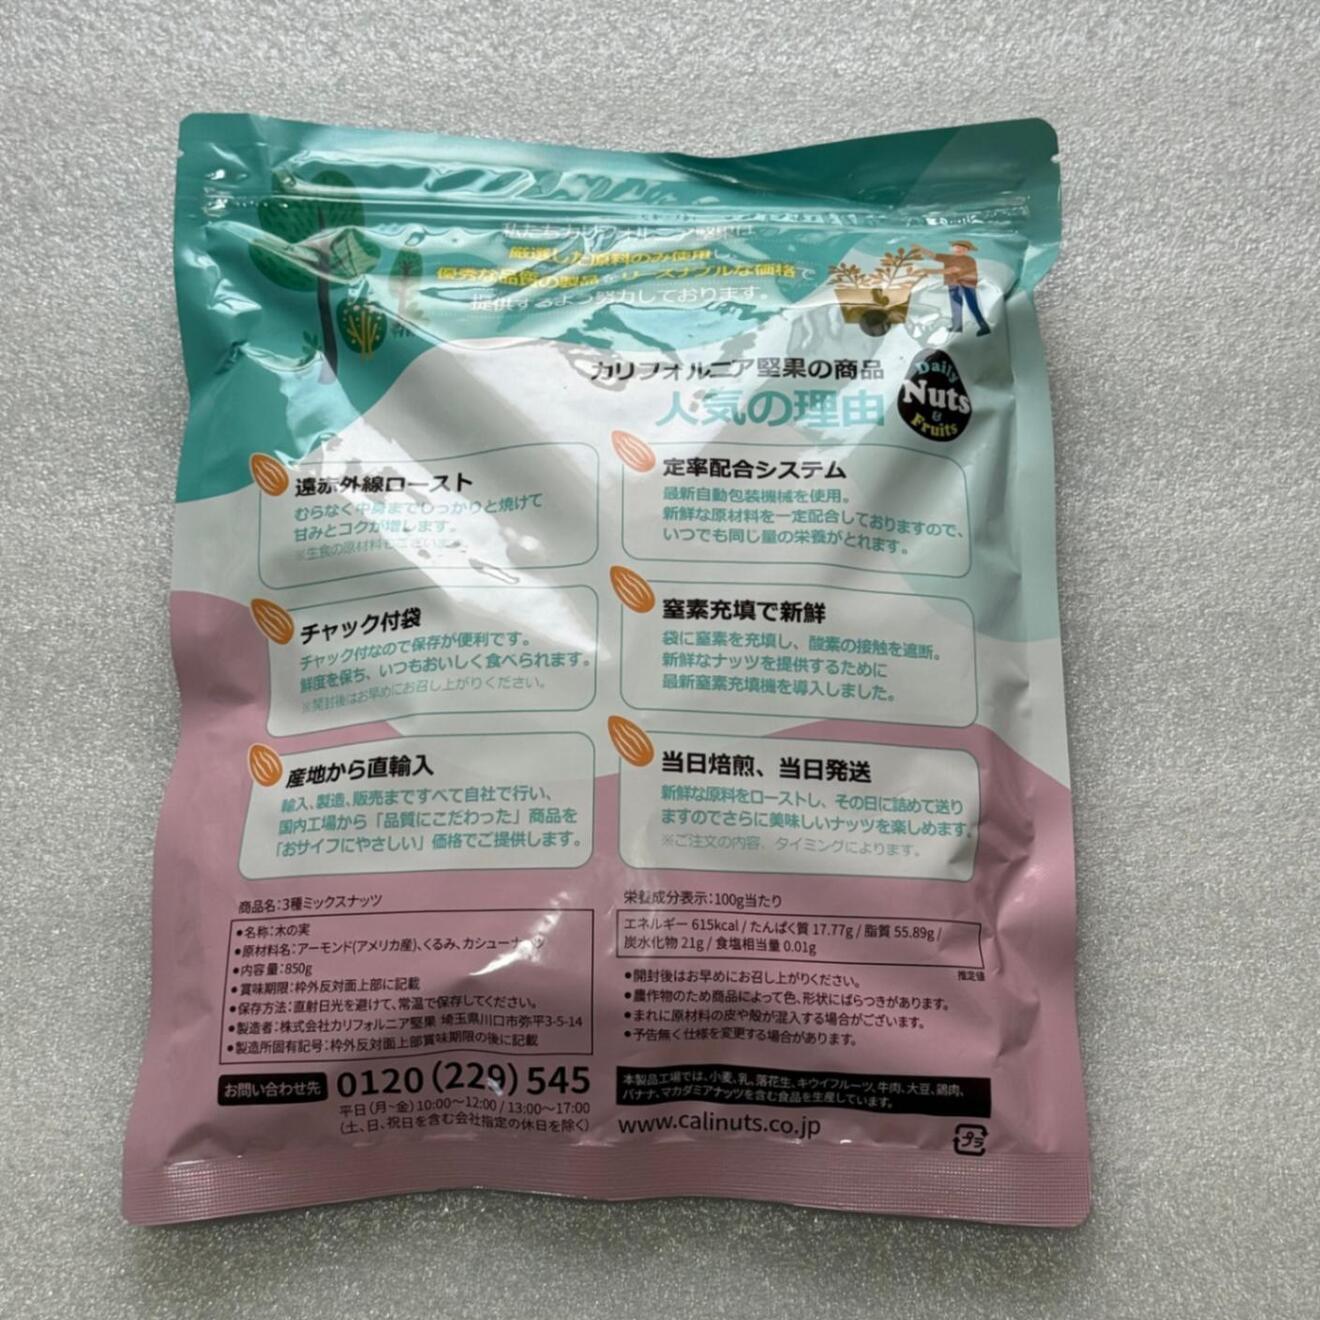 私たちカリフォルニア堅果は
厳選した原料のみ使用し、
優秀な品質の製品をリーズナブルな価格で
提供するよう努力しております。
カリフォルニア堅果の商品
人気の理由
Daily
Nuts
&
Fruits
遠赤外線ロースト
むらなく中身までしっかりと焼けて
甘みとコクが増します。
※生食の原材料もございます。
定率配合システム
最新自動包装機械を使用。
新鮮な原材料を一定配合しておりますので、
いつでも同じ量の栄養がとれます。
チャック付袋
チャック付なので保存が便利です。
鮮度を保ち、いつもおいしく食べられます。
※開封後はお早めにお召し上がりください。
窒素充填で新鮮
袋に窒素を充填し、酸素の接触を遮断。
新鮮なナッツを提供するために
最新窒素充填機を導入しました。
産地から直輸入
輸入、製造、販売まですべて自社で行い、
国内工場から「品質にこだわった」商品を
「おサイフにやさしい」価格でご提供します。
当日焙煎、当日発送
新鮮な原料をローストし、その日に詰めて送り
ますのでさらに美味しいナッツを楽しめます。
※ご注文の内容、タイミングによります。
商品名:3種ミックスナッツ
●名称:木の実
●原材料名:アーモンド(アメリカ産)、くるみ、カシューナッツ
●内容量:850g
●賞味期限:枠外反対面上部に記載
●保存方法:直射日光を避けて、常温で保存してください。
●製造者:株式会社カリフォルニア堅果 埼玉県川口市弥平3-5-14
●製造所固有記号:枠外反対面上部賞味期限の後に記載
お問い合わせ先 0120(229)545
平日(月~金)10:00〜12:00 / 13:00〜17:00
(土、日、祝日を含む会社指定の休日を除く)
栄養成分表示:100g当たり
エネルギー 615kcal / たんぱく質 17.77g / 脂質 55.89g /
炭水化物 21g / 食塩相当量 0.01g
推定値
●開封後はお早めにお召し上がりください。
●農作物のため商品によって色、形状にばらつきがあります。
●まれに原材料の皮や殻が混入する場合がございます。
●予告無く仕様を変更する場合があります。
本製品工場では、小麦、乳、落花生、キウイフルーツ、牛肉、大豆、鶏肉、
バナナ、マカダミアナッツを含む食品を生産しています。
www.calinuts.co.jp
プラ